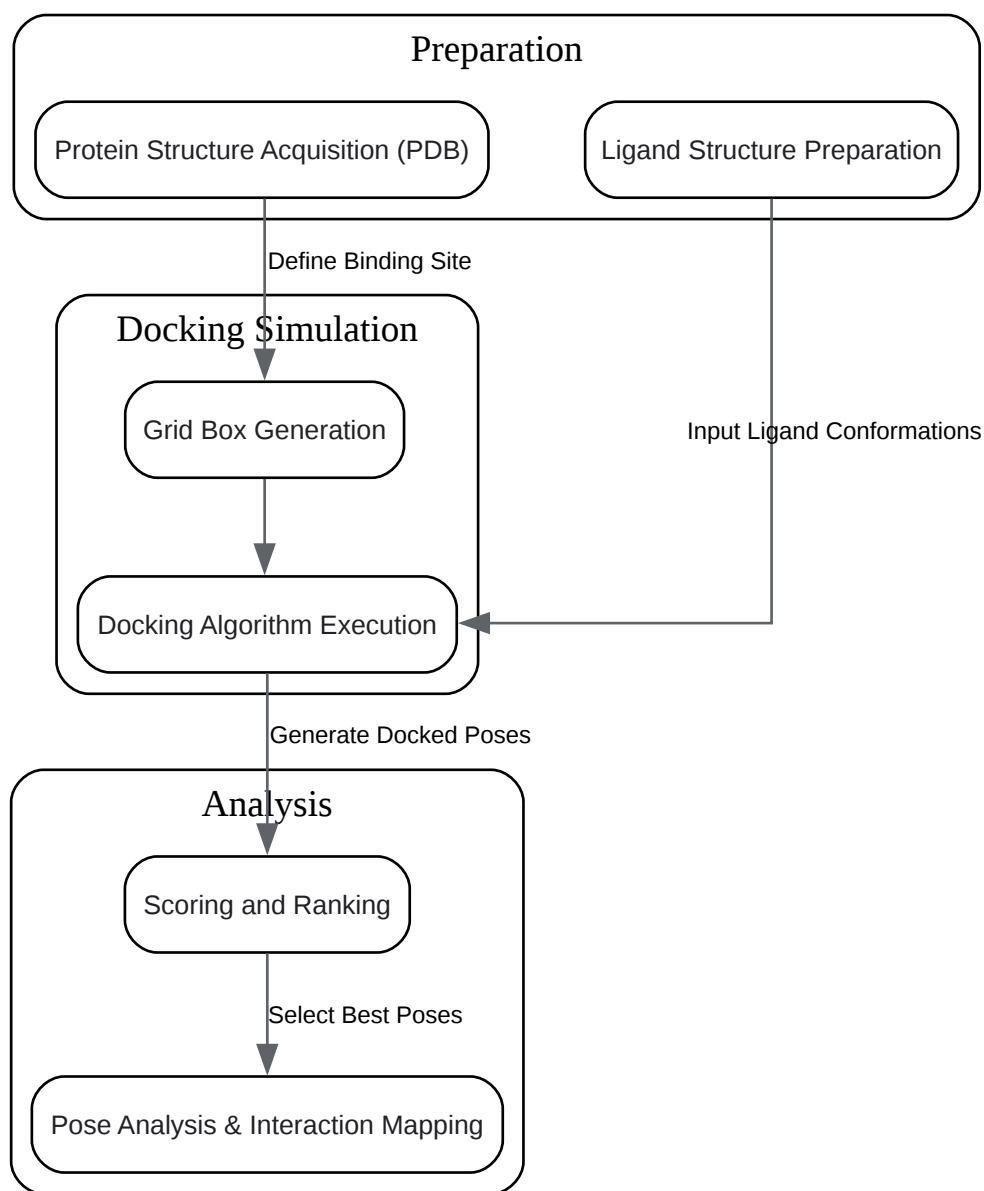 Preparation
Protein Structure Acquisition (PDB)
Ligand Structure Preparation
Define Binding Site
Docking Simulation
Grid Box Generation
Input Ligand Conformations
Docking Algorithm Execution
Generate Docked Poses
Analysis
Scoring and Ranking
Select Best Poses
Pose Analysis & Interaction Mapping